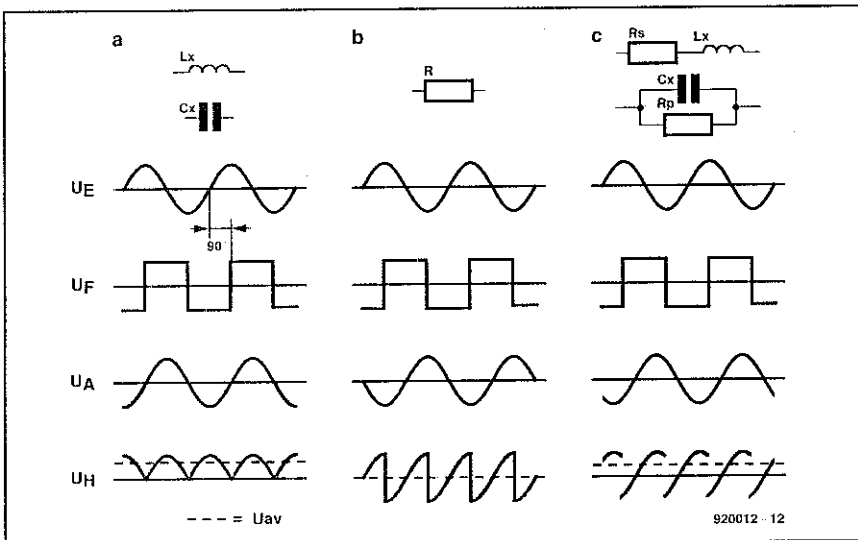 a b c
Lx
Cx
R
Rs Lx
Cx
Rp
UE
90
UF
UA
UH
--- = Uav
920012 - 12